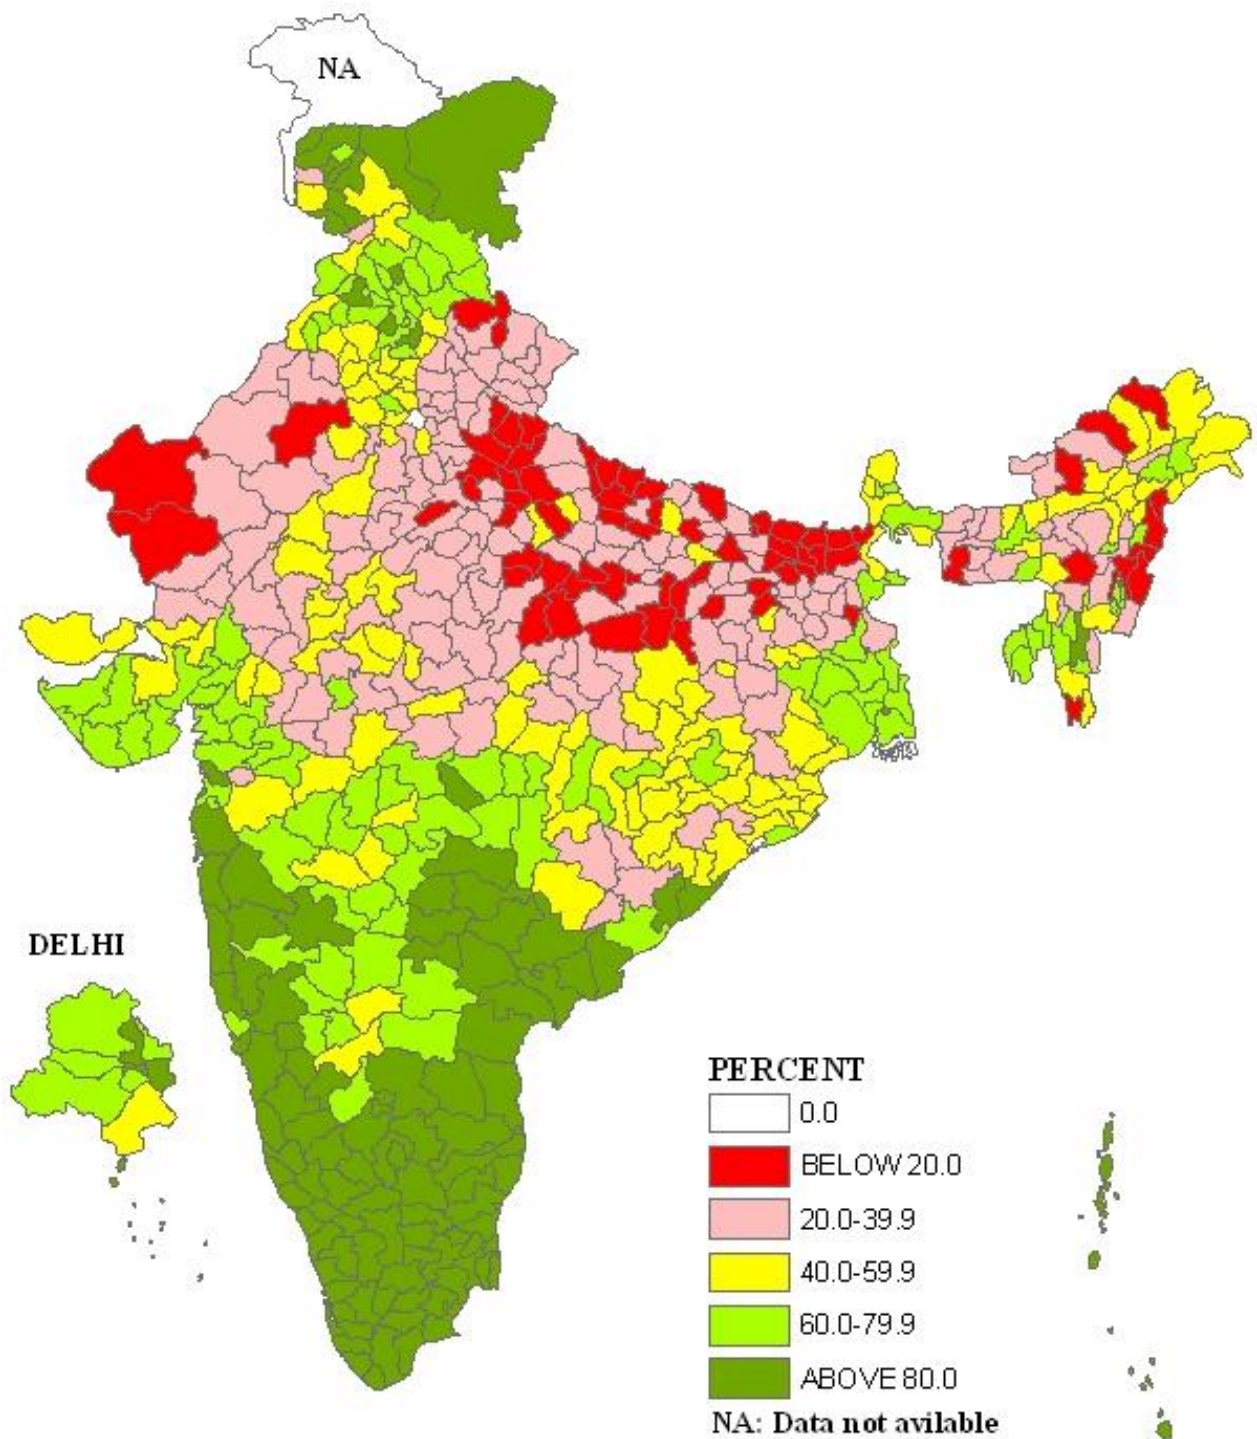 NA
DELHI
PERCENT
0.0
BELOW 20.0
20.0-39.9
40.0-59.9
60.0-79.9
ABOVE 80.0
NA: Data not avilable